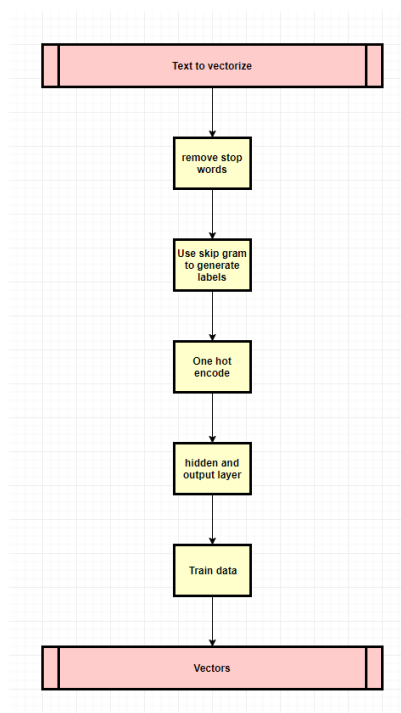 Text to vectorize
remove stop
words
Use skip gram
to generate
labels
One hot
encode
hidden and
output layer
Train data
Vectors